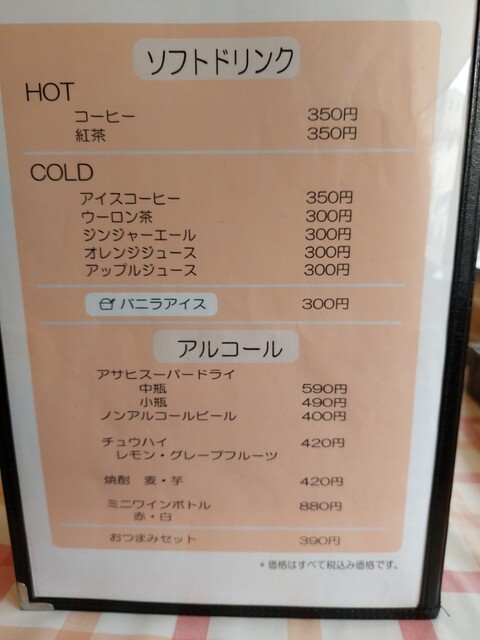 ソフトドリンク
HOT
コーヒー 350円
紅茶 350円
COLD
アイスコーヒー 350円
ウーロン茶 300円
ジンジャーエール 300円
オレンジジュース 300円
アップルジュース 300円
バニラアイス 300円
アルコール
アサヒスーパードライ
中瓶 590円
小瓶 490円
ノンアルコールビール 400円
チュウハイ 420円
レモン・グレープフルーツ
焼酎 麦・芋 420円
ミニワインボトル 880円
赤・白
おつまみセット 390円
*価格はすべて税込み価格です。